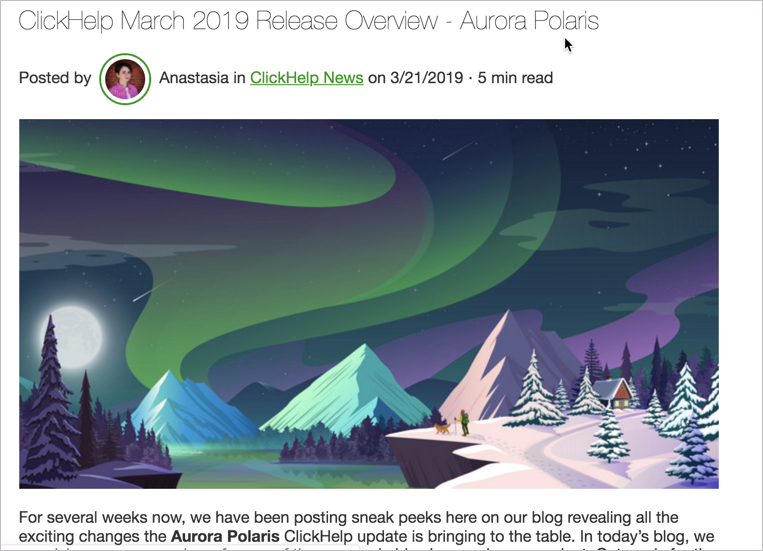 ClickHelp March 2019 Release Overview - Aurora Polaris
Posted by Anastasia in ClickHelp News on 3/21/2019 · 5 min read
For several weeks now, we have been posting sneak peeks here on our blog revealing all the
exciting changes the Aurora Polaris ClickHelp update is bringing to the table. In today’s blog, we